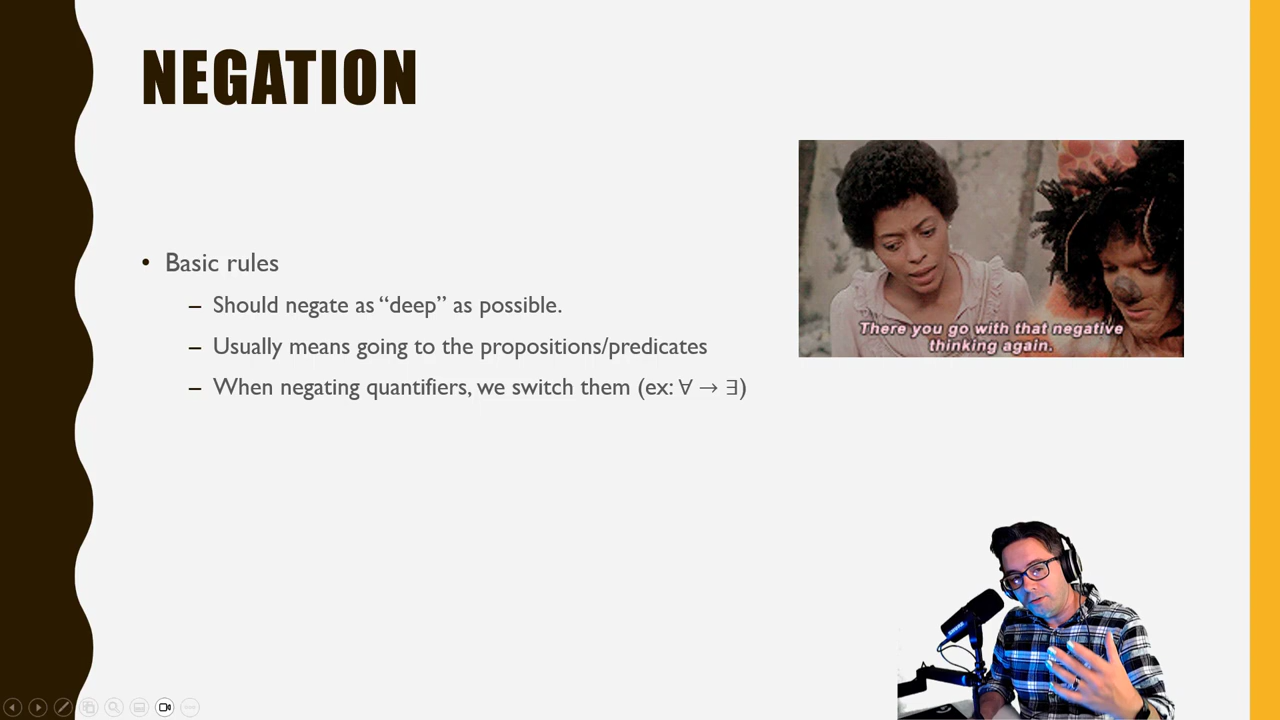 NEGATION
• Basic rules
– Should negate as “deep” as possible.
– Usually means going to the propositions/predicates
– When negating quantifiers, we switch them (ex: ∀ → ∃)
There you go with that negative
thinking again.